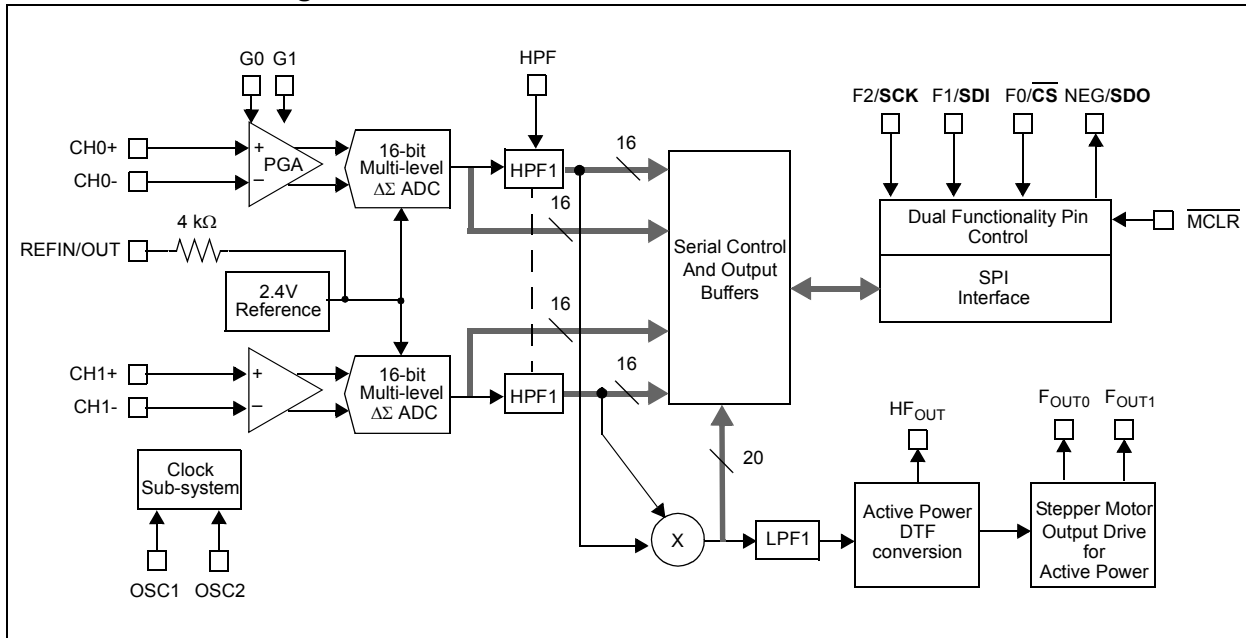 G0 G1
HPF
F2/SCK F1/SDI F0/CS NEG/SDO
CH0+
CH0-
+
−
PGA
16-bit
Multi-level
ΔΣ ADC
HPF1
16
16
Serial Control
And Output
Buffers
Dual Functionality Pin
Control
MCLR
SPI
Interface
REFIN/OUT
4 kΩ
2.4V
Reference
16
16
CH1+
CH1-
+
−
16-bit
Multi-level
ΔΣ ADC
HPF1
20
HFOUT
FOUT0 FOUT1
Clock
Sub-system
OSC1 OSC2
X
LPF1
Active Power
DTF
conversion
Stepper Motor
Output Drive
for
Active Power